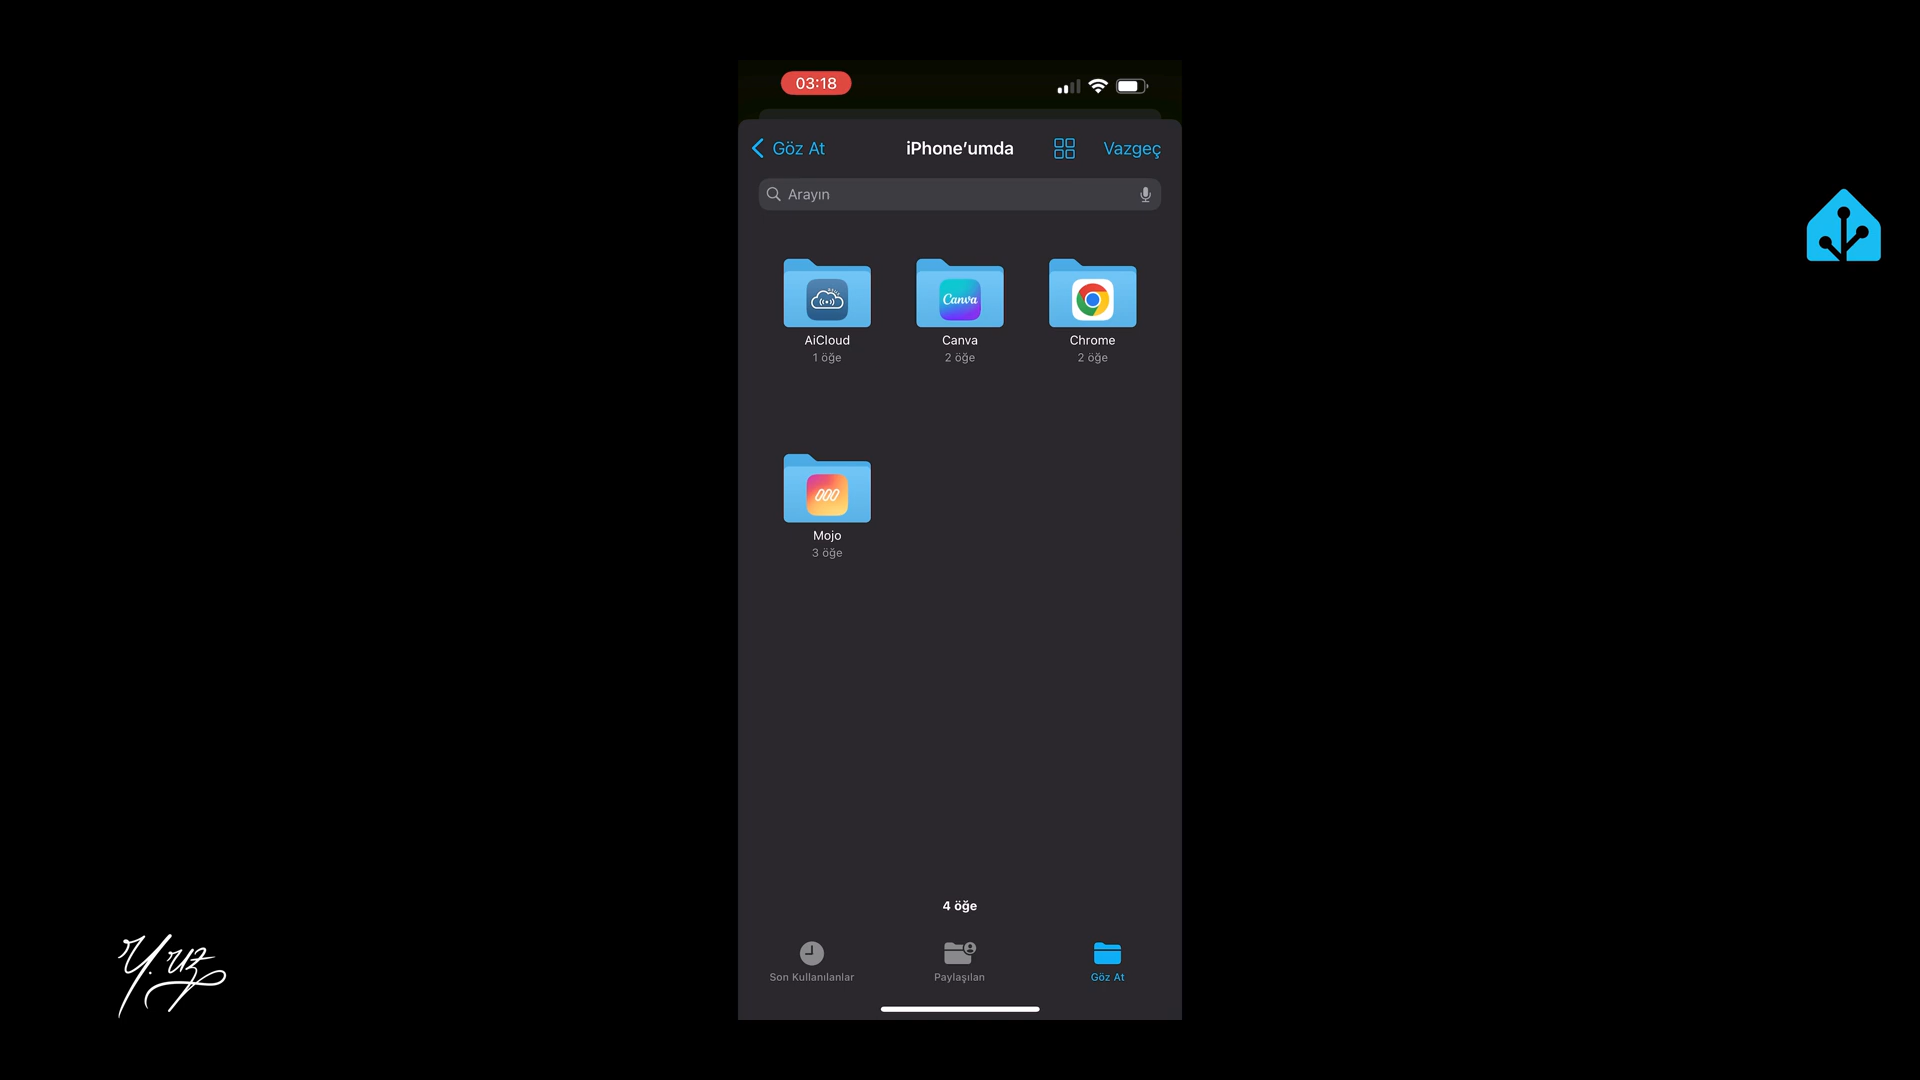 03:18
Göz At
iPhone’umda
Vazgeç
Arayın
AiCloud
1 öğe
Canva
Canva
2 öğe
Chrome
2 öğe
Mojo
3 öğe
4 öğe
Son Kullanılanlar
Paylaşılan
Göz At
Y.uz